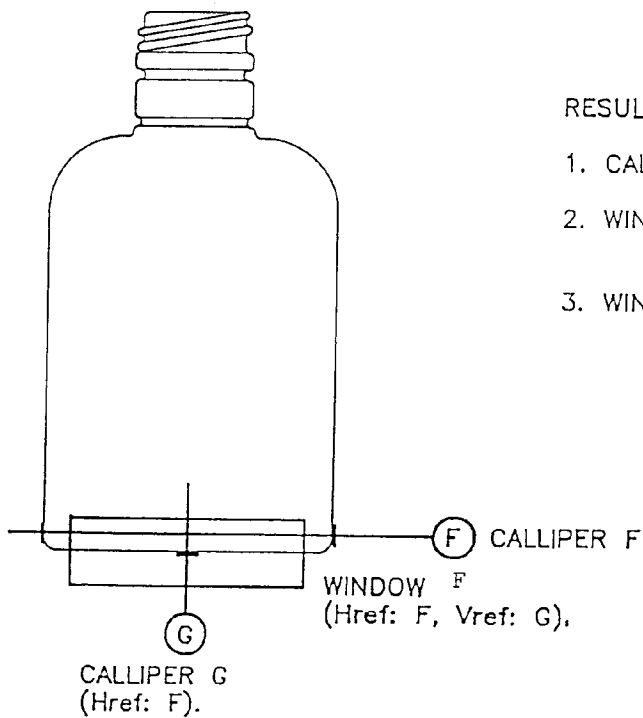 RESUL
1. CAL
2. WIN
3. WIN
F CALLIPER F
WINDOW F
(Href: F, Vref: G).
G
CALLIPER G
(Href: F).